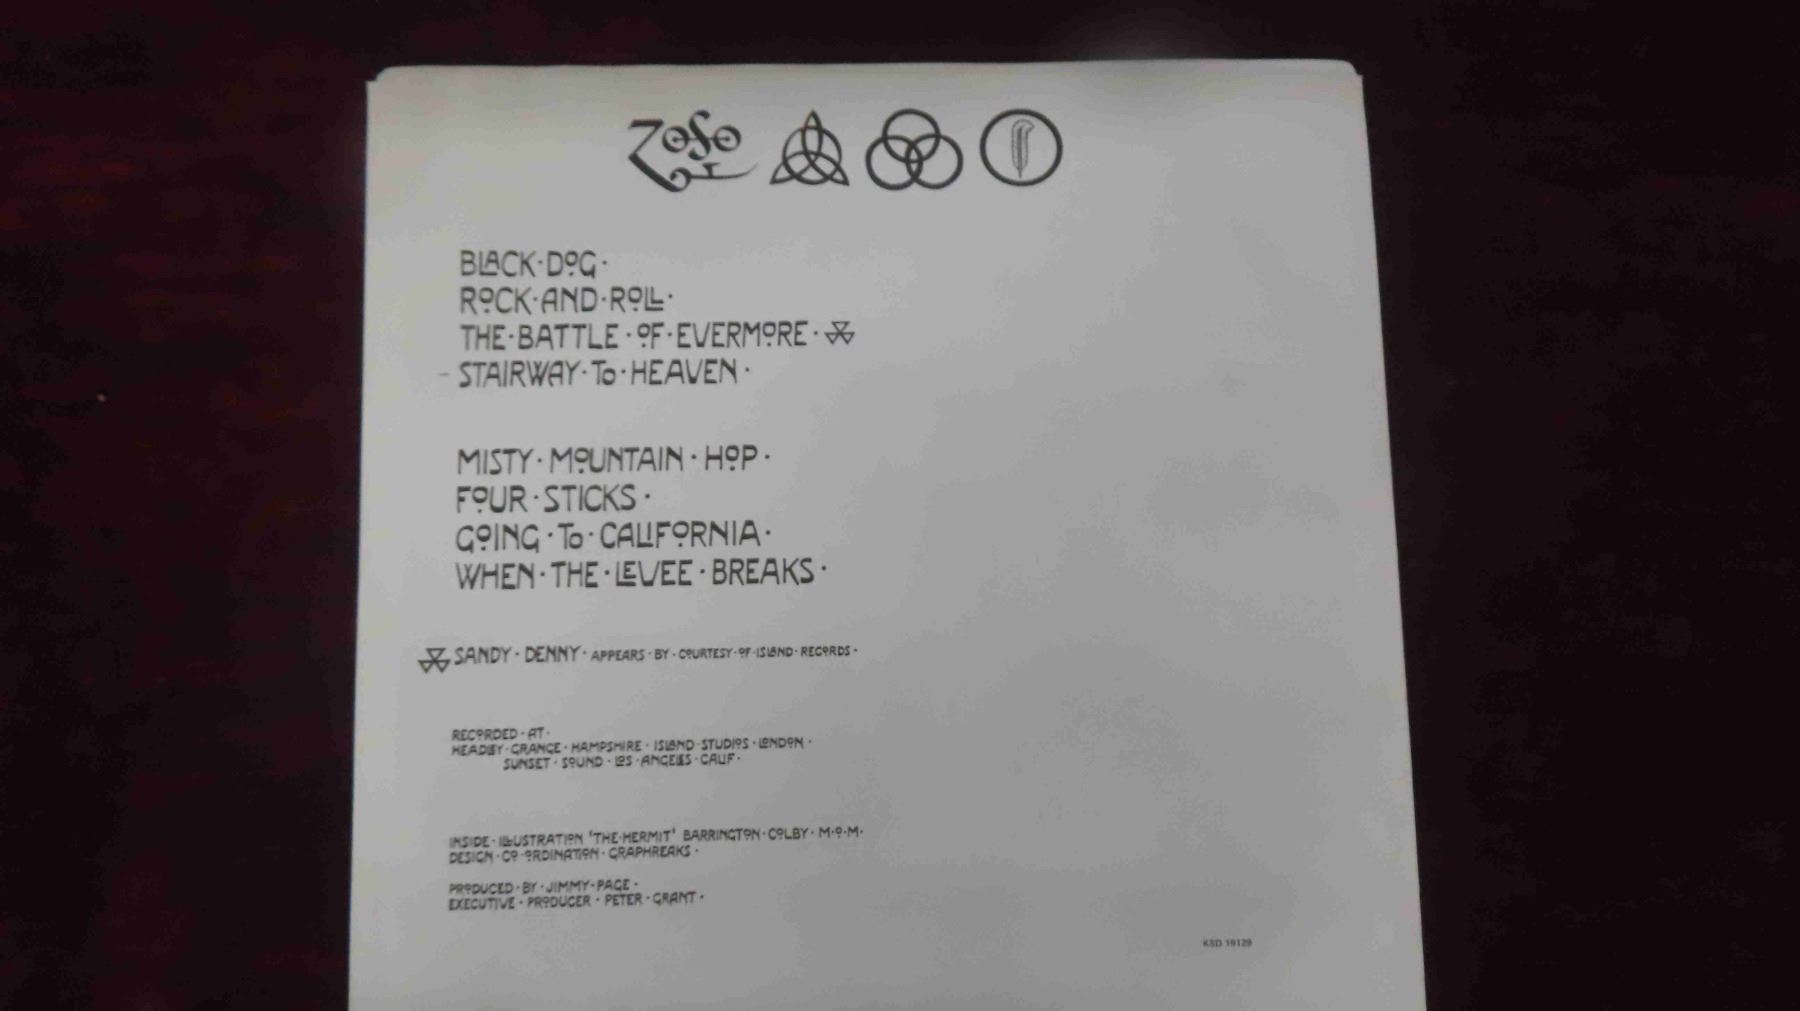 ZOSO
BLACK·DOG·
ROCK·AND·ROLL·
THE·BATTLE·OF·EVERMORE·
STAIRWAY·To·HEAVEN·
MISTY·MOUNTAIN·HOP·
FOUR·STICKS·
GOING·To·CALIFORNIA·
WHEN·THE·LEVEE·BREAKS·
SANDY·DENNY·APPEARS·BY·COURTESY·OF·ISLAND·RECORDS·
RECORDED·AT·
HEADLEY·GRANGE·HAMPSHIRE·ISLAND·STUDIOS·LONDON·
SUNSET·SOUND·LOS·ANGELES·CALIF·
INSIDE·ILLUSTRATION 'THE·HERMIT' BARRINGTON·COLBY·M·O·M·
DESIGN·CO·ORDINATION·GRAPHREAKS·
PRODUCED·BY·JIMMY·PAGE·
EXECUTIVE·PRODUCER·PETER·GRANT·
KSD 19129